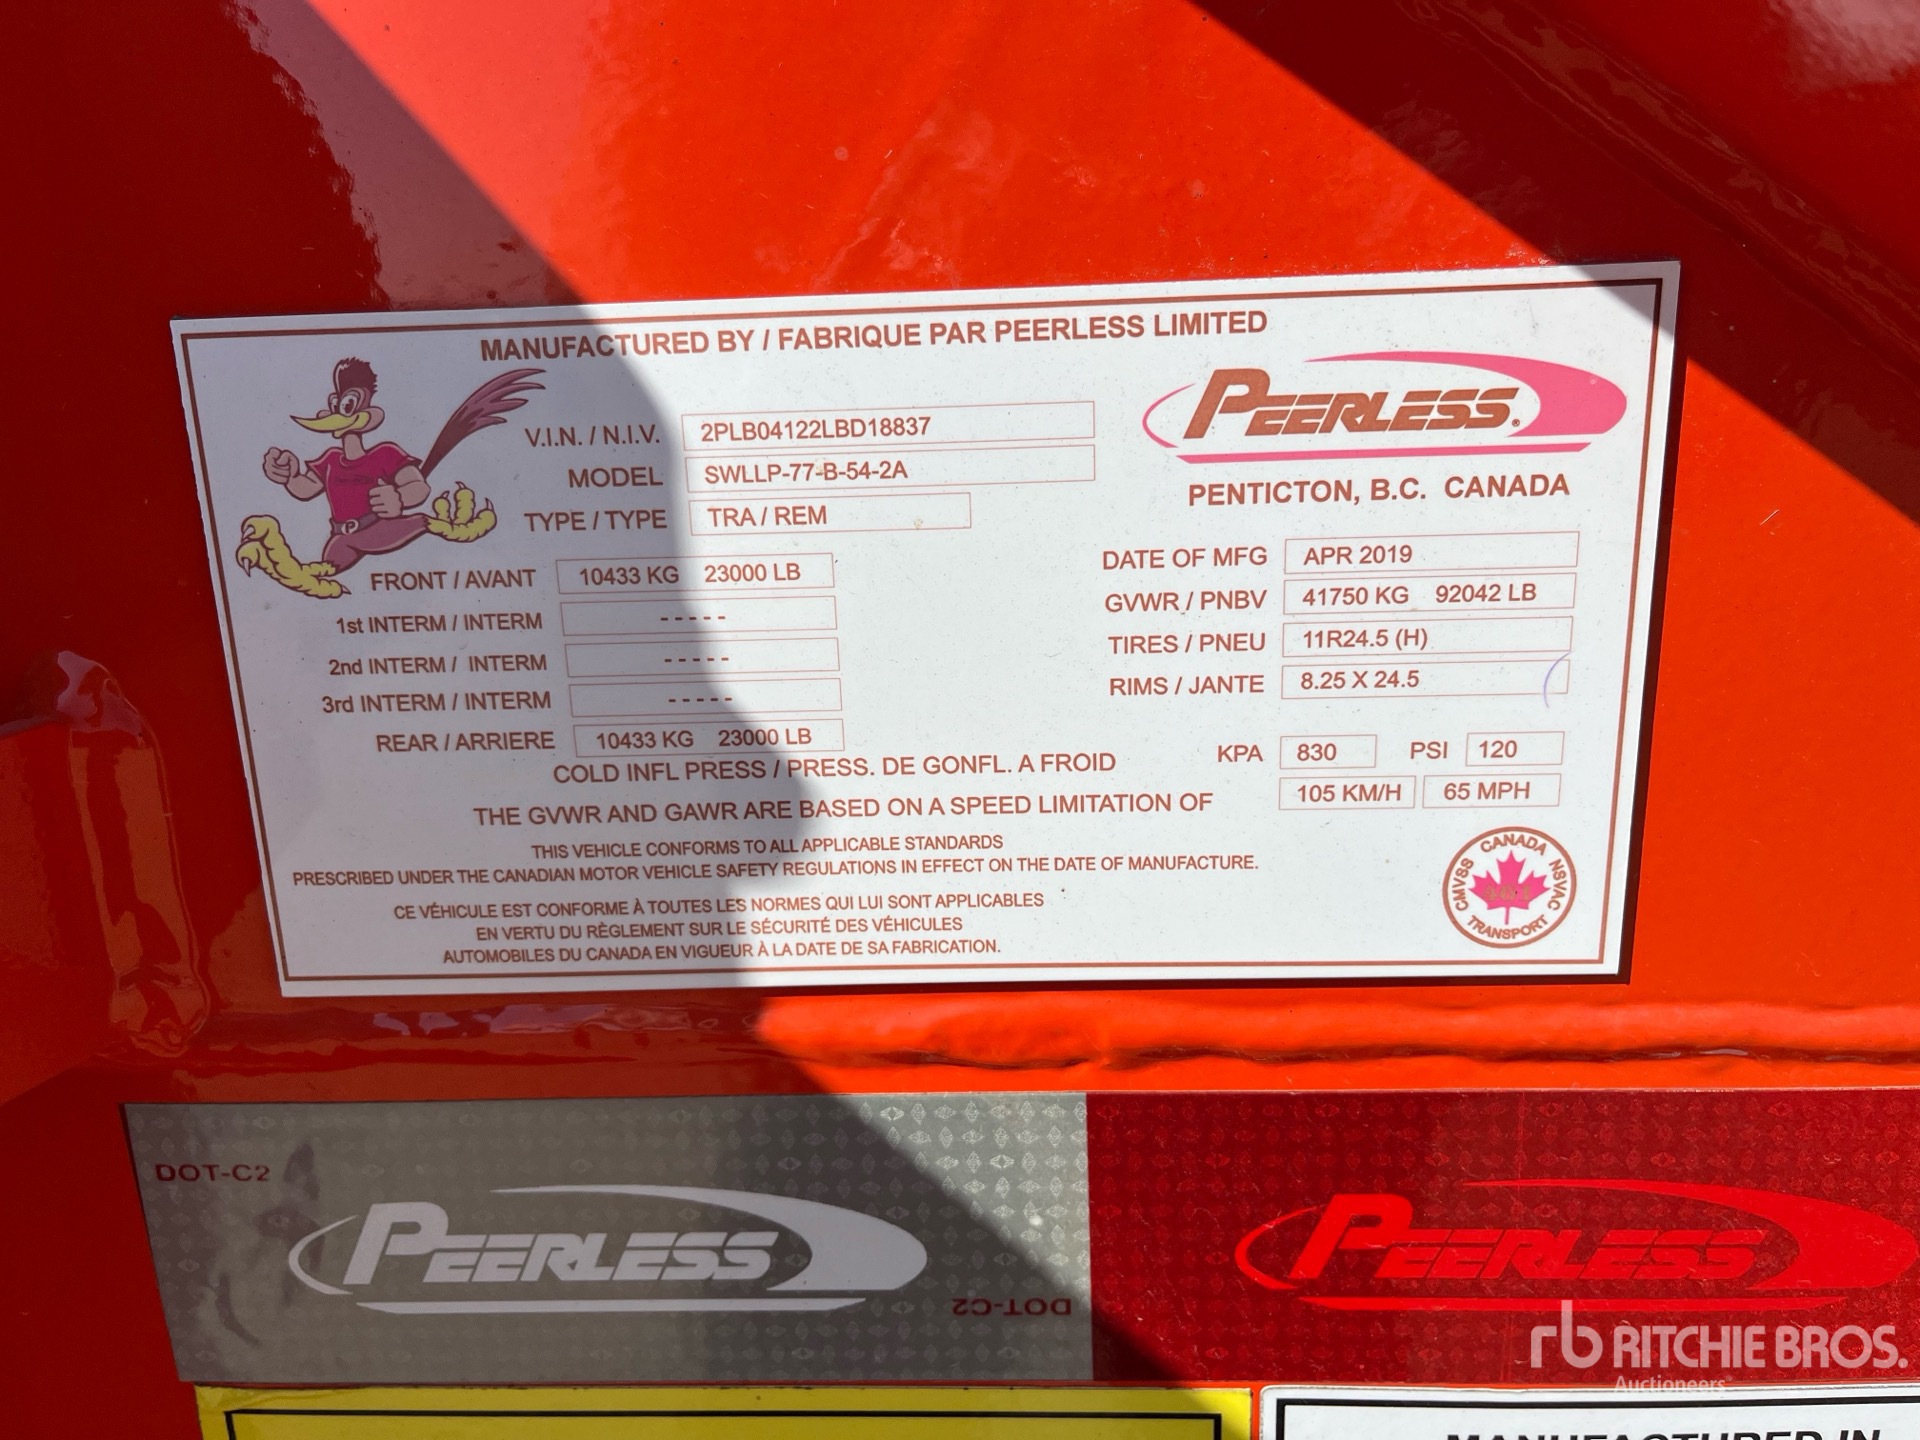 MANUFACTURED BY / FABRIQUE PAR PEERLESS LIMITED
PEERLESS®
PENTICTON, B.C. CANADA
V.I.N. / N.I.V. 2PLB04122LBD18837
MODEL SWLLP-77-B-54-2A
TYPE / TYPE TRA / REM
FRONT / AVANT 10433 KG 23000 LB
1st INTERM / INTERM - - - - -
2nd INTERM / INTERM - - - - -
3rd INTERM / INTERM - - - - -
REAR / ARRIERE 10433 KG 23000 LB
DATE OF MFG APR 2019
GVWR / PNBV 41750 KG 92042 LB
TIRES / PNEU 11R24.5 (H)
RIMS / JANTE 8.25 X 24.5
COLD INFL PRESS / PRESS. DE GONFL. A FROID KPA 830 PSI 120
THE GVWR AND GAWR ARE BASED ON A SPEED LIMITATION OF 105 KM/H 65 MPH
THIS VEHICLE CONFORMS TO ALL APPLICABLE STANDARDS
PRESCRIBED UNDER THE CANADIAN MOTOR VEHICLE SAFETY REGULATIONS IN EFFECT ON THE DATE OF MANUFACTURE.
CE VÉHICULE EST CONFORME À TOUTES LES NORMES QUI LUI SONT APPLICABLES
EN VERTU DU RÈGLEMENT SUR LE SÉCURITÉ DES VÉHICULES
AUTOMOBILES DU CANADA EN VIGUEUR À LA DATE DE SA FABRICATION.
CANADA
CMVSS NSVAC
TRANSPORT
DOT-C2
PEERLESS
DOT-C2
PEERLESS
rb RITCHIE BROS.
Auctioneers
MANUFACTURED IN